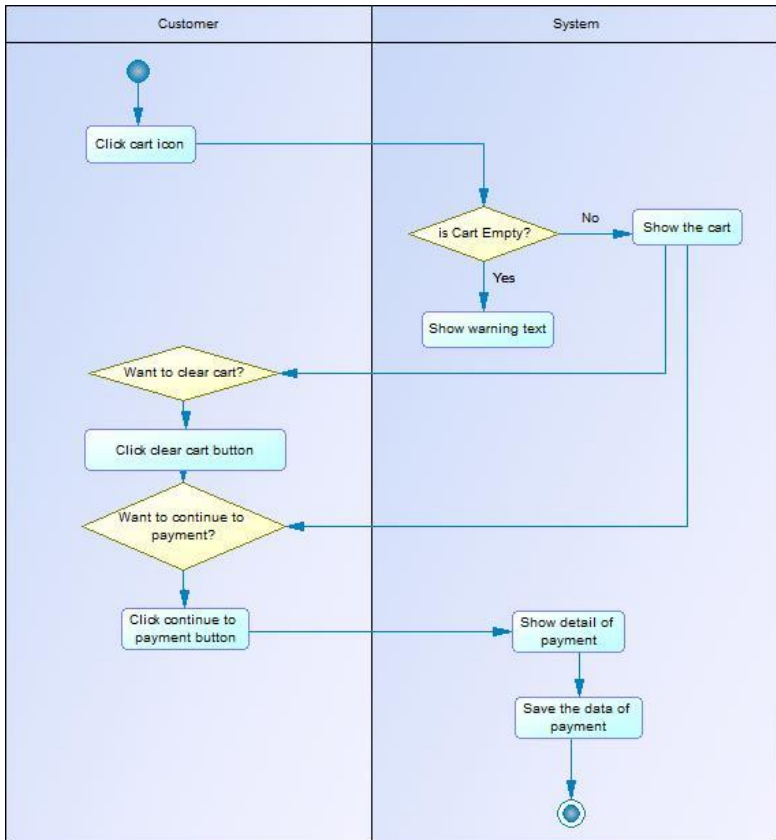 Customer
System
Click cart icon
is Cart Empty?
No
Show the cart
Yes
Show warning text
Want to clear cart?
Click clear cart button
Want to continue to
payment?
Click continue to
payment button
Show detail of
payment
Save the data of
payment